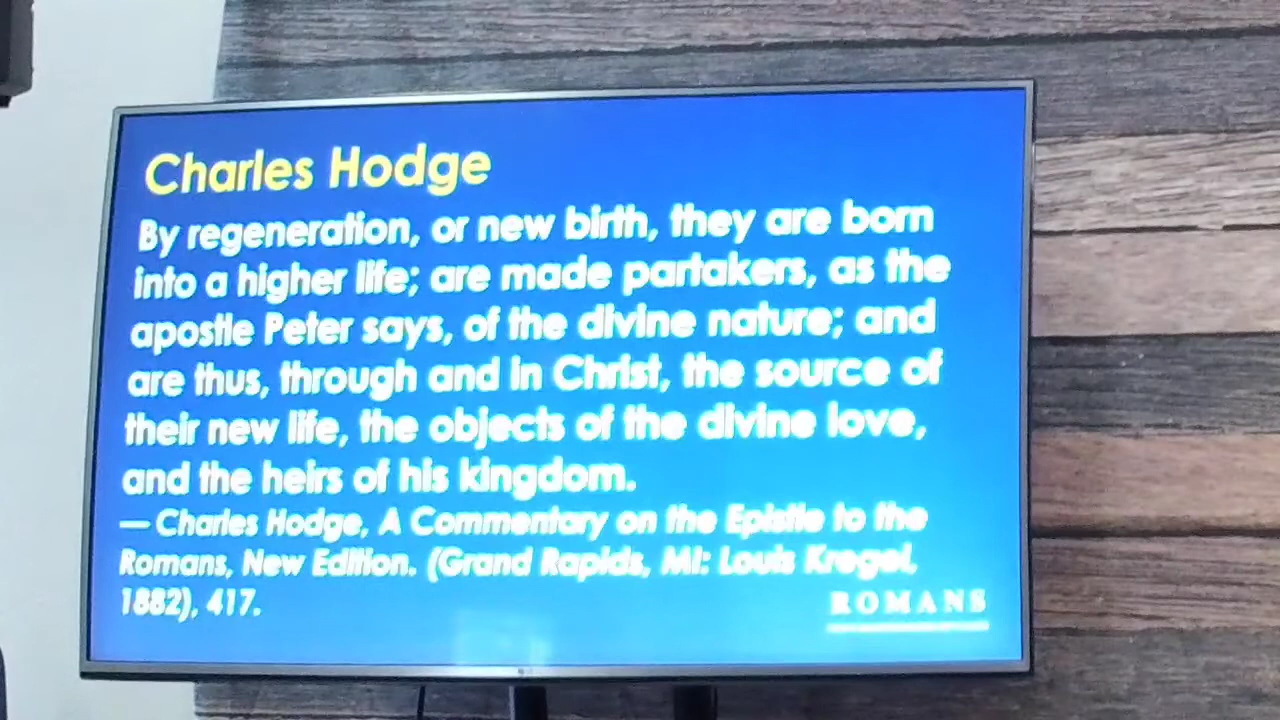 Charles Hodge
By regeneration, or new birth, they are born
into a higher life; are made partakers, as the
apostle Peter says, of the divine nature; and
are thus, through and in Christ, the source of
their new life, the objects of the divine love,
and the heirs of his kingdom.
— Charles Hodge, A Commentary on the Epistle to the
Romans, New Edition. (Grand Rapids, MI: Louis Kregel,
1882), 417.
ROMANS